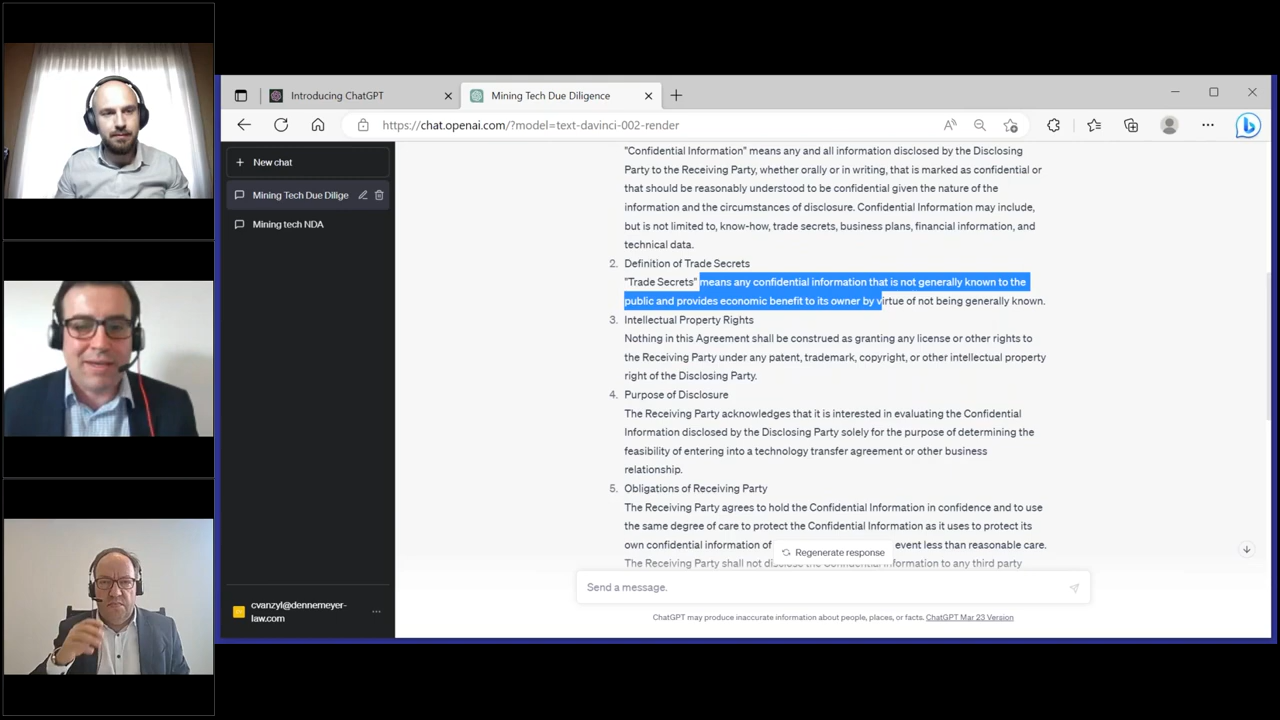 Introducing ChatGPT
Mining Tech Due Diligence
https://chat.openai.com/?model=text-davinci-002-render
New chat
Mining Tech Due Dilige
Mining tech NDA
"Confidential Information" means any and all information disclosed by the Disclosing
Party to the Receiving Party, whether orally or in writing, that is marked as confidential or
that should be reasonably understood to be confidential given the nature of the
information and the circumstances of disclosure. Confidential Information may include,
but is not limited to, know-how, trade secrets, business plans, financial information, and
technical data.
2. Definition of Trade Secrets
"Trade Secrets" means any confidential information that is not generally known to the
public and provides economic benefit to its owner by virtue of not being generally known.
3. Intellectual Property Rights
Nothing in this Agreement shall be construed as granting any license or other rights to
the Receiving Party under any patent, trademark, copyright, or other intellectual property
right of the Disclosing Party.
4. Purpose of Disclosure
The Receiving Party acknowledges that it is interested in evaluating the Confidential
Information disclosed by the Disclosing Party solely for the purpose of determining the
feasibility of entering into a technology transfer agreement or other business
relationship.
5. Obligations of Receiving Party
The Receiving Party agrees to hold the Confidential Information in confidence and to use
the same degree of care to protect the Confidential Information as it uses to protect its
own confidential information of event less than reasonable care.
Regenerate response
The Receiving Party shall not disclose the Confidential Information to any third party
Send a message.
cvanzyl@dennemeyer-
law.com
ChatGPT may produce inaccurate information about people, places, or facts. ChatGPT Mar 23 Version